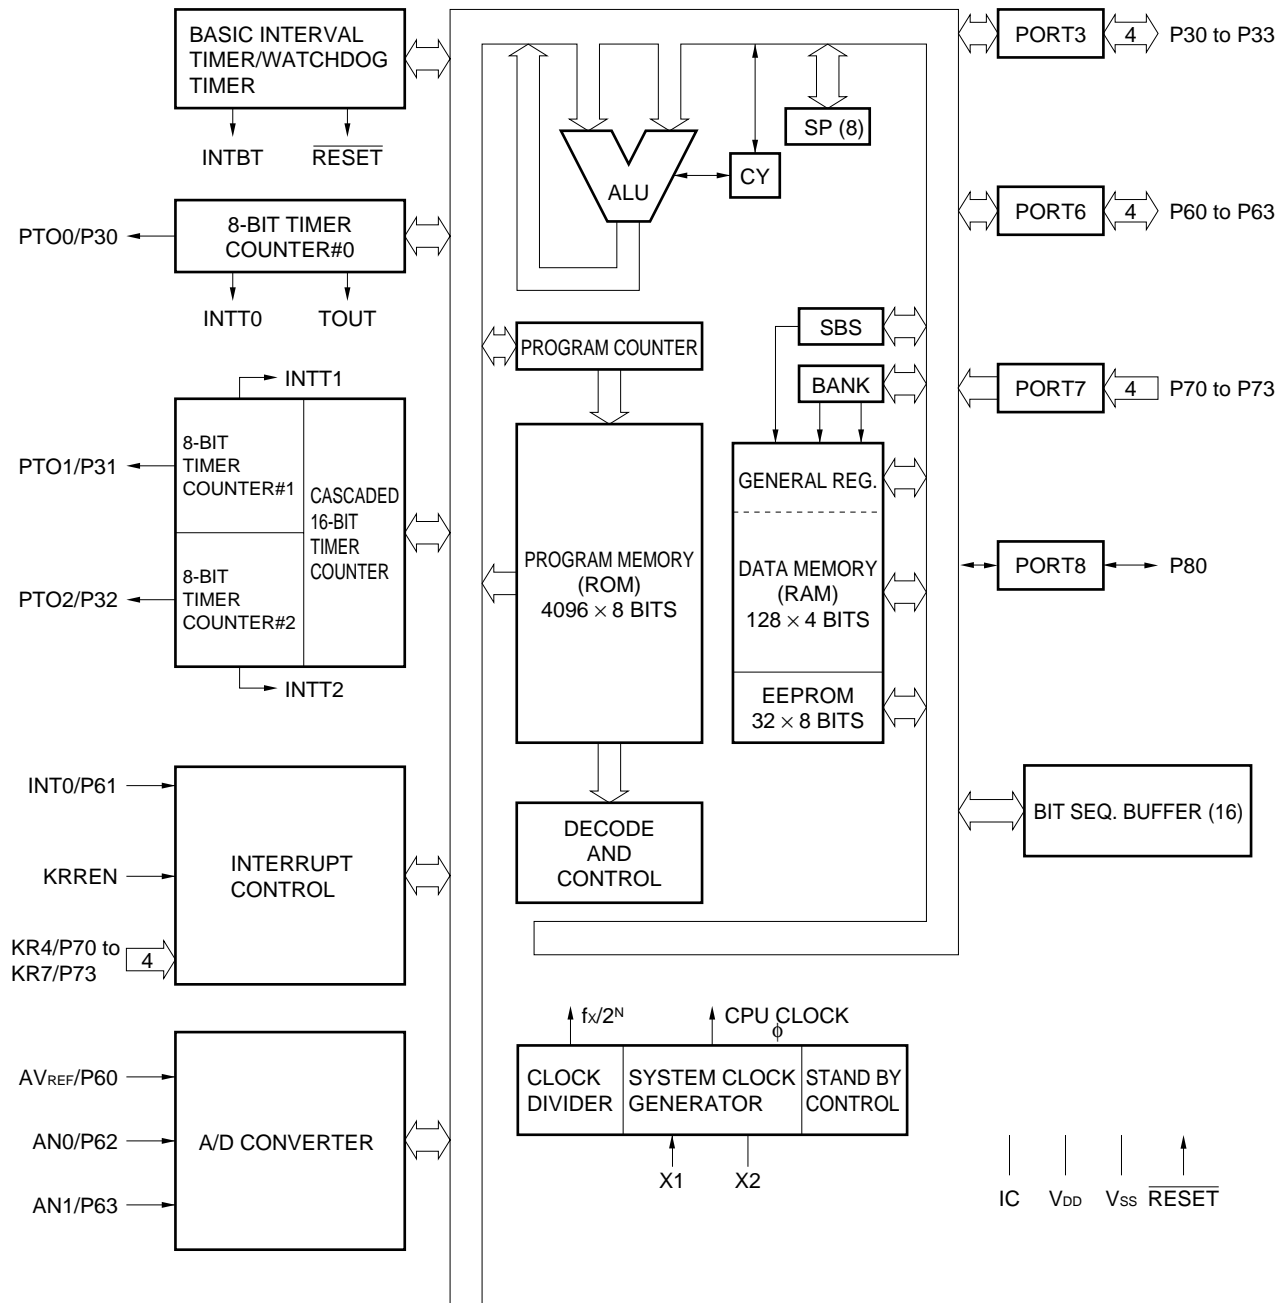 BASIC INTERVAL
TIMER/WATCHDOG
TIMER
INTBT
RESET
PTO0/P30
8-BIT TIMER
COUNTER#0
INTT0
TOUT
INTT1
PTO1/P31
8-BIT
TIMER
COUNTER#1
CASCADED
16-BIT
TIMER
COUNTER
PTO2/P32
8-BIT
TIMER
COUNTER#2
INTT2
INT0/P61
KRREN
KR4/P70 to
KR7/P73
4
INTERRUPT
CONTROL
AVREF/P60
AN0/P62
AN1/P63
A/D CONVERTER
ALU
CY
SP (8)
PROGRAM COUNTER
SBS
BANK
PROGRAM MEMORY
(ROM)
4096 × 8 BITS
GENERAL REG.
DATA MEMORY
(RAM)
128 × 4 BITS
EEPROM
32 × 8 BITS
DECODE
AND
CONTROL
fX/2N
CPU CLOCK
ϕ
CLOCK
DIVIDER
SYSTEM CLOCK
GENERATOR
STAND BY
CONTROL
X1
X2
PORT3
4
P30 to P33
PORT6
4
P60 to P63
PORT7
4
P70 to P73
PORT8
P80
BIT SEQ. BUFFER (16)
IC
VDD
VSS
RESET